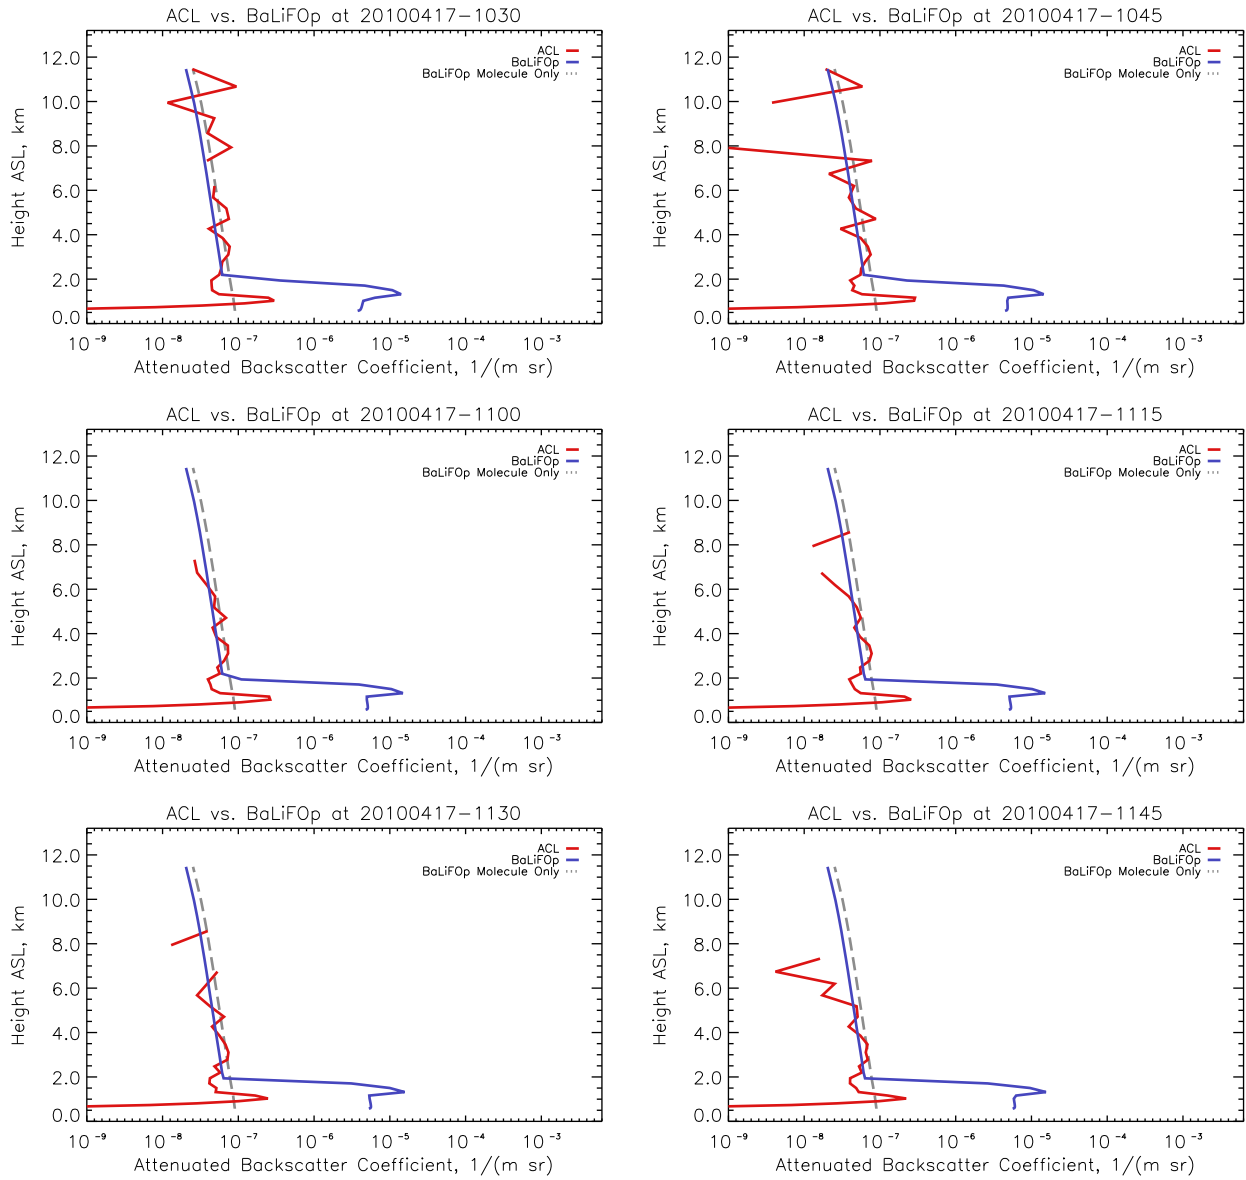 ACL vs. BaLiFOp at 20100417-1030
12.0
10.0
8.0
6.0
4.0
2.0
0.0
Height ASL, km
ACL
BaLiFOp
BaLiFOp Molecule Only
10⁻⁹ 10⁻⁸ 10⁻⁷ 10⁻⁶ 10⁻⁵ 10⁻⁴ 10⁻³
Attenuated Backscatter Coefficient, 1/(m sr)
ACL vs. BaLiFOp at 20100417-1045
12.0
10.0
8.0
6.0
4.0
2.0
0.0
Height ASL, km
ACL
BaLiFOp
BaLiFOp Molecule Only
10⁻⁹ 10⁻⁸ 10⁻⁷ 10⁻⁶ 10⁻⁵ 10⁻⁴ 10⁻³
Attenuated Backscatter Coefficient, 1/(m sr)
ACL vs. BaLiFOp at 20100417-1100
12.0
10.0
8.0
6.0
4.0
2.0
0.0
Height ASL, km
ACL
BaLiFOp
BaLiFOp Molecule Only
10⁻⁹ 10⁻⁸ 10⁻⁷ 10⁻⁶ 10⁻⁵ 10⁻⁴ 10⁻³
Attenuated Backscatter Coefficient, 1/(m sr)
ACL vs. BaLiFOp at 20100417-1115
12.0
10.0
8.0
6.0
4.0
2.0
0.0
Height ASL, km
ACL
BaLiFOp
BaLiFOp Molecule Only
10⁻⁹ 10⁻⁸ 10⁻⁷ 10⁻⁶ 10⁻⁵ 10⁻⁴ 10⁻³
Attenuated Backscatter Coefficient, 1/(m sr)
ACL vs. BaLiFOp at 20100417-1130
12.0
10.0
8.0
6.0
4.0
2.0
0.0
Height ASL, km
ACL
BaLiFOp
BaLiFOp Molecule Only
10⁻⁹ 10⁻⁸ 10⁻⁷ 10⁻⁶ 10⁻⁵ 10⁻⁴ 10⁻³
Attenuated Backscatter Coefficient, 1/(m sr)
ACL vs. BaLiFOp at 20100417-1145
12.0
10.0
8.0
6.0
4.0
2.0
0.0
Height ASL, km
ACL
BaLiFOp
BaLiFOp Molecule Only
10⁻⁹ 10⁻⁸ 10⁻⁷ 10⁻⁶ 10⁻⁵ 10⁻⁴ 10⁻³
Attenuated Backscatter Coefficient, 1/(m sr)